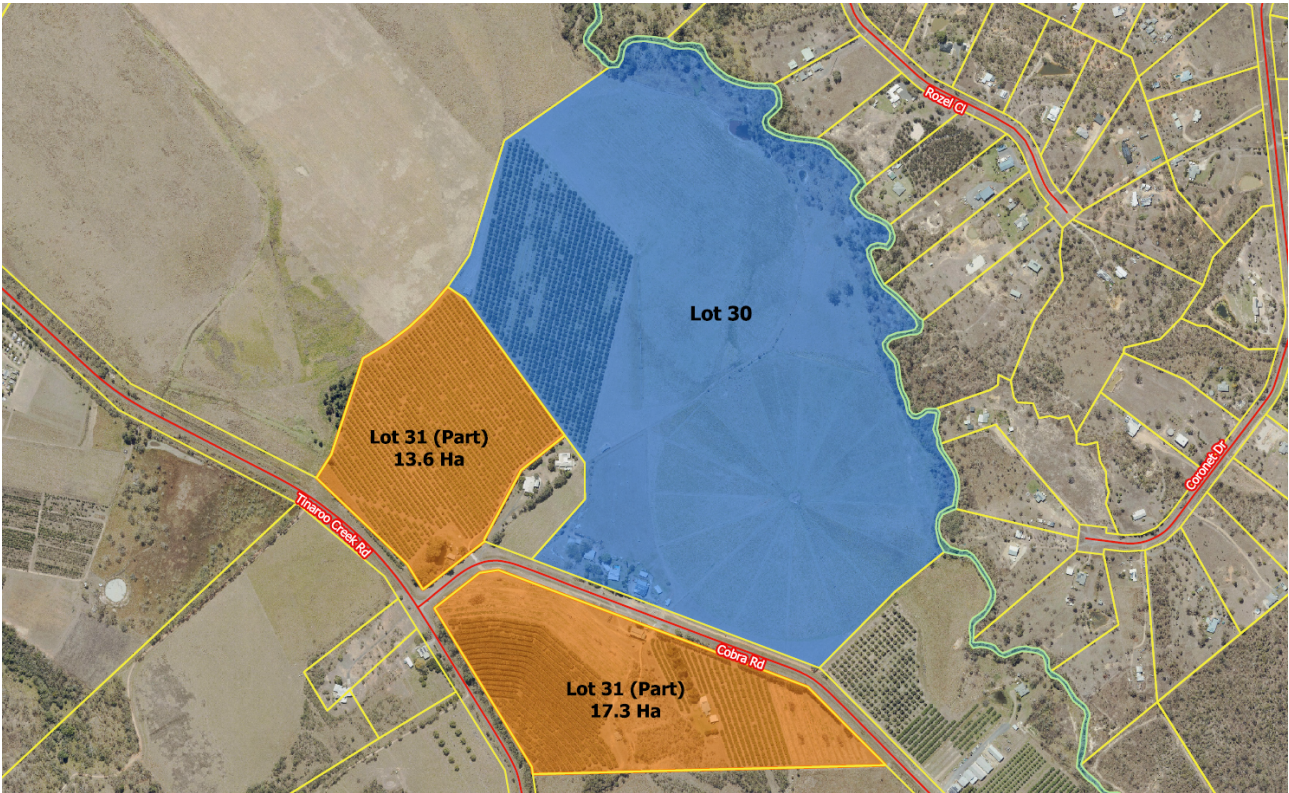 Rozel Cl
Lot 30
Lot 31 (Part)
13.6 Ha
Coronet Dr
Tinaroo Creek Rd
Cobra Rd
Lot 31 (Part)
17.3 Ha